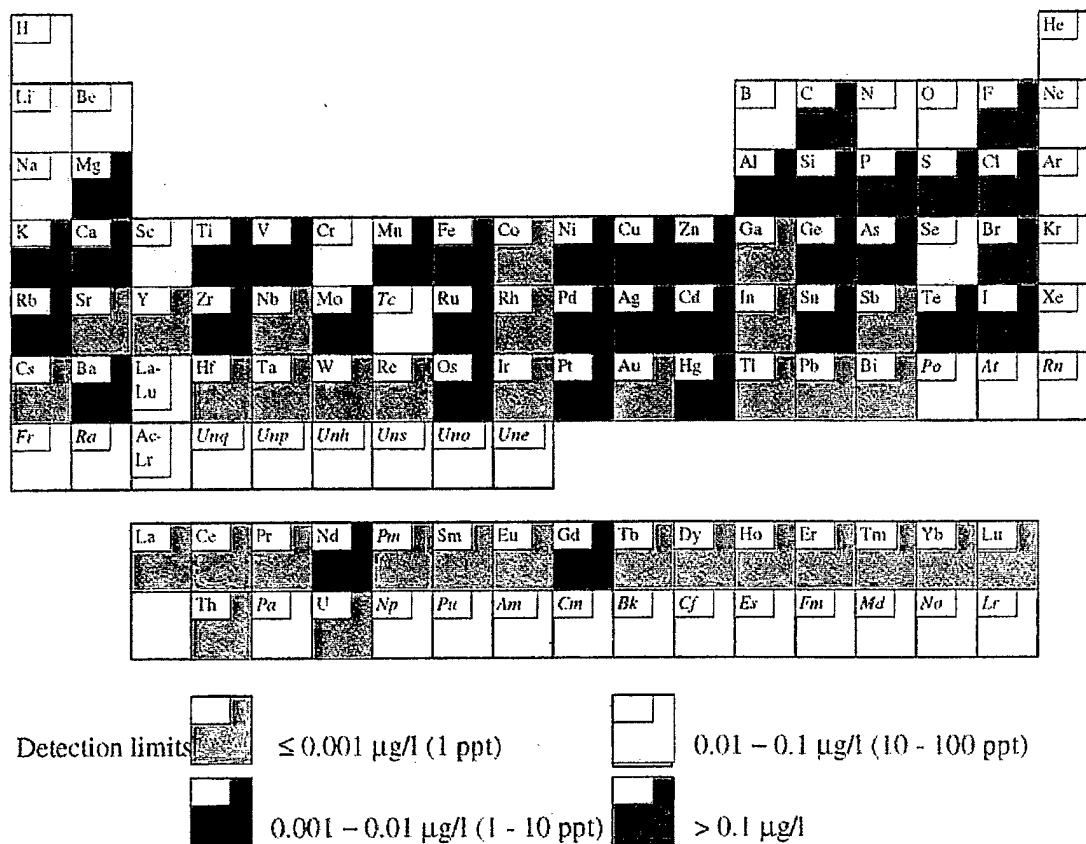 H He
Li Be B C N O F Ne
Na Mg Al Si P S Cl Ar
K Ca Sc Ti V Cr Mn Fe Co Ni Cu Zn Ga Ge As Se Br Kr
Rb Sr Y Zr Nb Mo Tc Ru Rh Pd Ag Cd In Sn Sb Te I Xe
Cs Ba La- Hf Ta W Re Os Ir Pt Au Hg Tl Pb Bi Po At Rn
Lu
Fr Ra Ac- Unq Unp Unh Uns Uno Une
Lr
La Ce Pr Nd Pm Sm Eu Gd Tb Dy Ho Er Tm Yb Lu
Th Pa U Np Pu Am Cm Bk Cf Es Fm Md No Lr
Detection limits ≤ 0.001 μg/l (1 ppt) 0.01 – 0.1 μg/l (10 - 100 ppt)
0.001 – 0.01 μg/l (1 - 10 ppt) > 0.1 μg/l